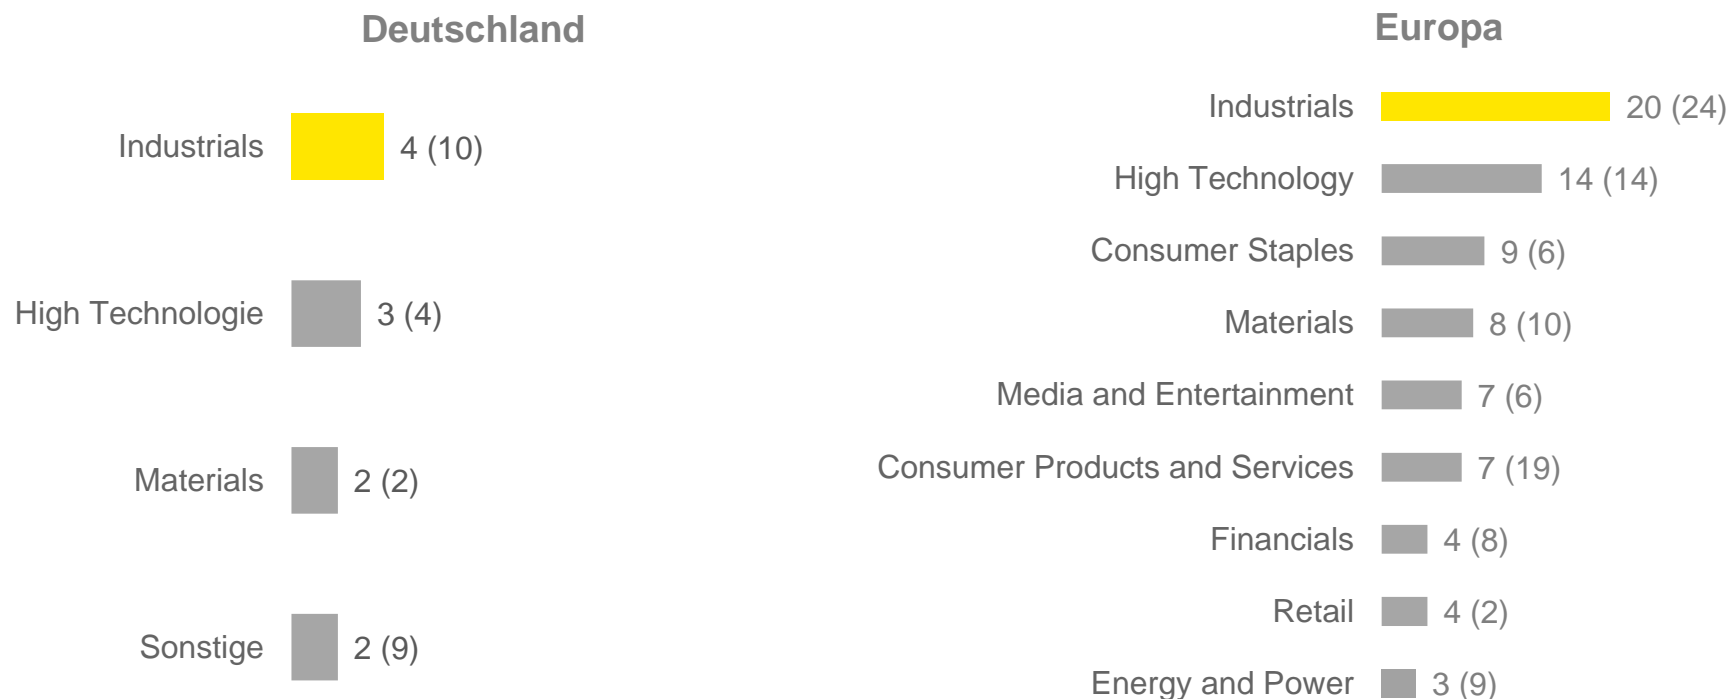 Deutschland
Industrials 4 (10)
High Technologie 3 (4)
Materials 2 (2)
Sonstige 2 (9)
Europa
Industrials 20 (24)
High Technology 14 (14)
Consumer Staples 9 (6)
Materials 8 (10)
Media and Entertainment 7 (6)
Consumer Products and Services 7 (19)
Financials 4 (8)
Retail 4 (2)
Energy and Power 3 (9)